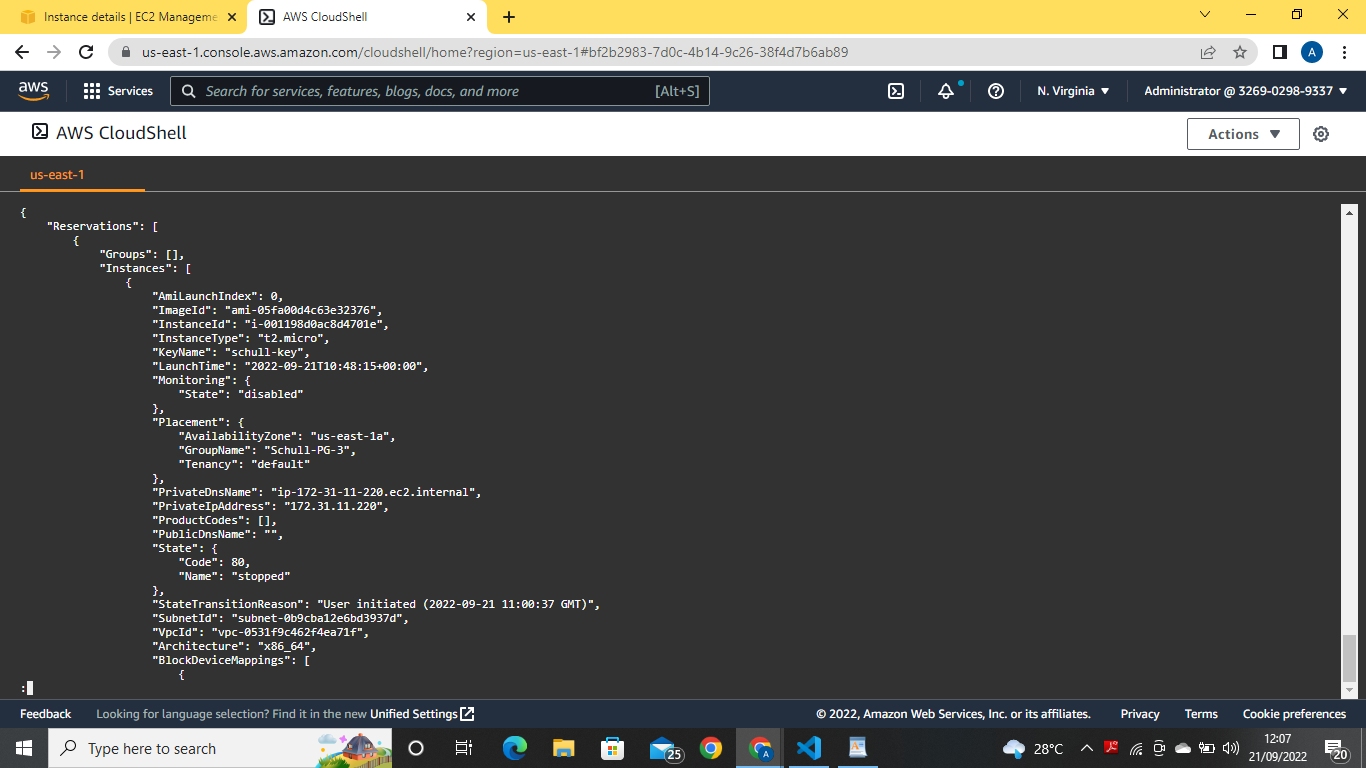 Instance details | EC2 Manageme
AWS CloudShell
us-east-1.console.aws.amazon.com/cloudshell/home?region=us-east-1#bf2b2983-7d0c-4b14-9c26-38f4d7b6ab89
A
aws
Services
Search for services, features, blogs, docs, and more
[Alt+S]
N. Virginia
Administrator @ 3269-0298-9337
AWS CloudShell
Actions
us-east-1
{
"Reservations": [
{
"Groups": [],
"Instances": [
{
"AmiLaunchIndex": 0,
"ImageId": "ami-05fa00d4c63e32376",
"InstanceId": "i-001198d0ac8d4701e",
"InstanceType": "t2.micro",
"KeyName": "schull-key",
"LaunchTime": "2022-09-21T10:48:15+00:00",
"Monitoring": {
"State": "disabled"
},
"Placement": {
"AvailabilityZone": "us-east-1a",
"GroupName": "Schull-PG-3",
"Tenancy": "default"
},
"PrivateDnsName": "ip-172-31-11-220.ec2.internal",
"PrivateIpAddress": "172.31.11.220",
"ProductCodes": [],
"PublicDnsName": "",
"State": {
"Code": 80,
"Name": "stopped"
},
"StateTransitionReason": "User initiated (2022-09-21 11:00:37 GMT)",
"SubnetId": "subnet-0b9cba12e6bd3937d",
"VpcId": "vpc-0531f9c462f4ea71f",
"Architecture": "x86_64",
"BlockDeviceMappings": [
{
:
Feedback
Looking for language selection? Find it in the new Unified Settings
© 2022, Amazon Web Services, Inc. or its affiliates.
Privacy
Terms
Cookie preferences
Type here to search
25
A
28°C
12:07
21/09/2022
20